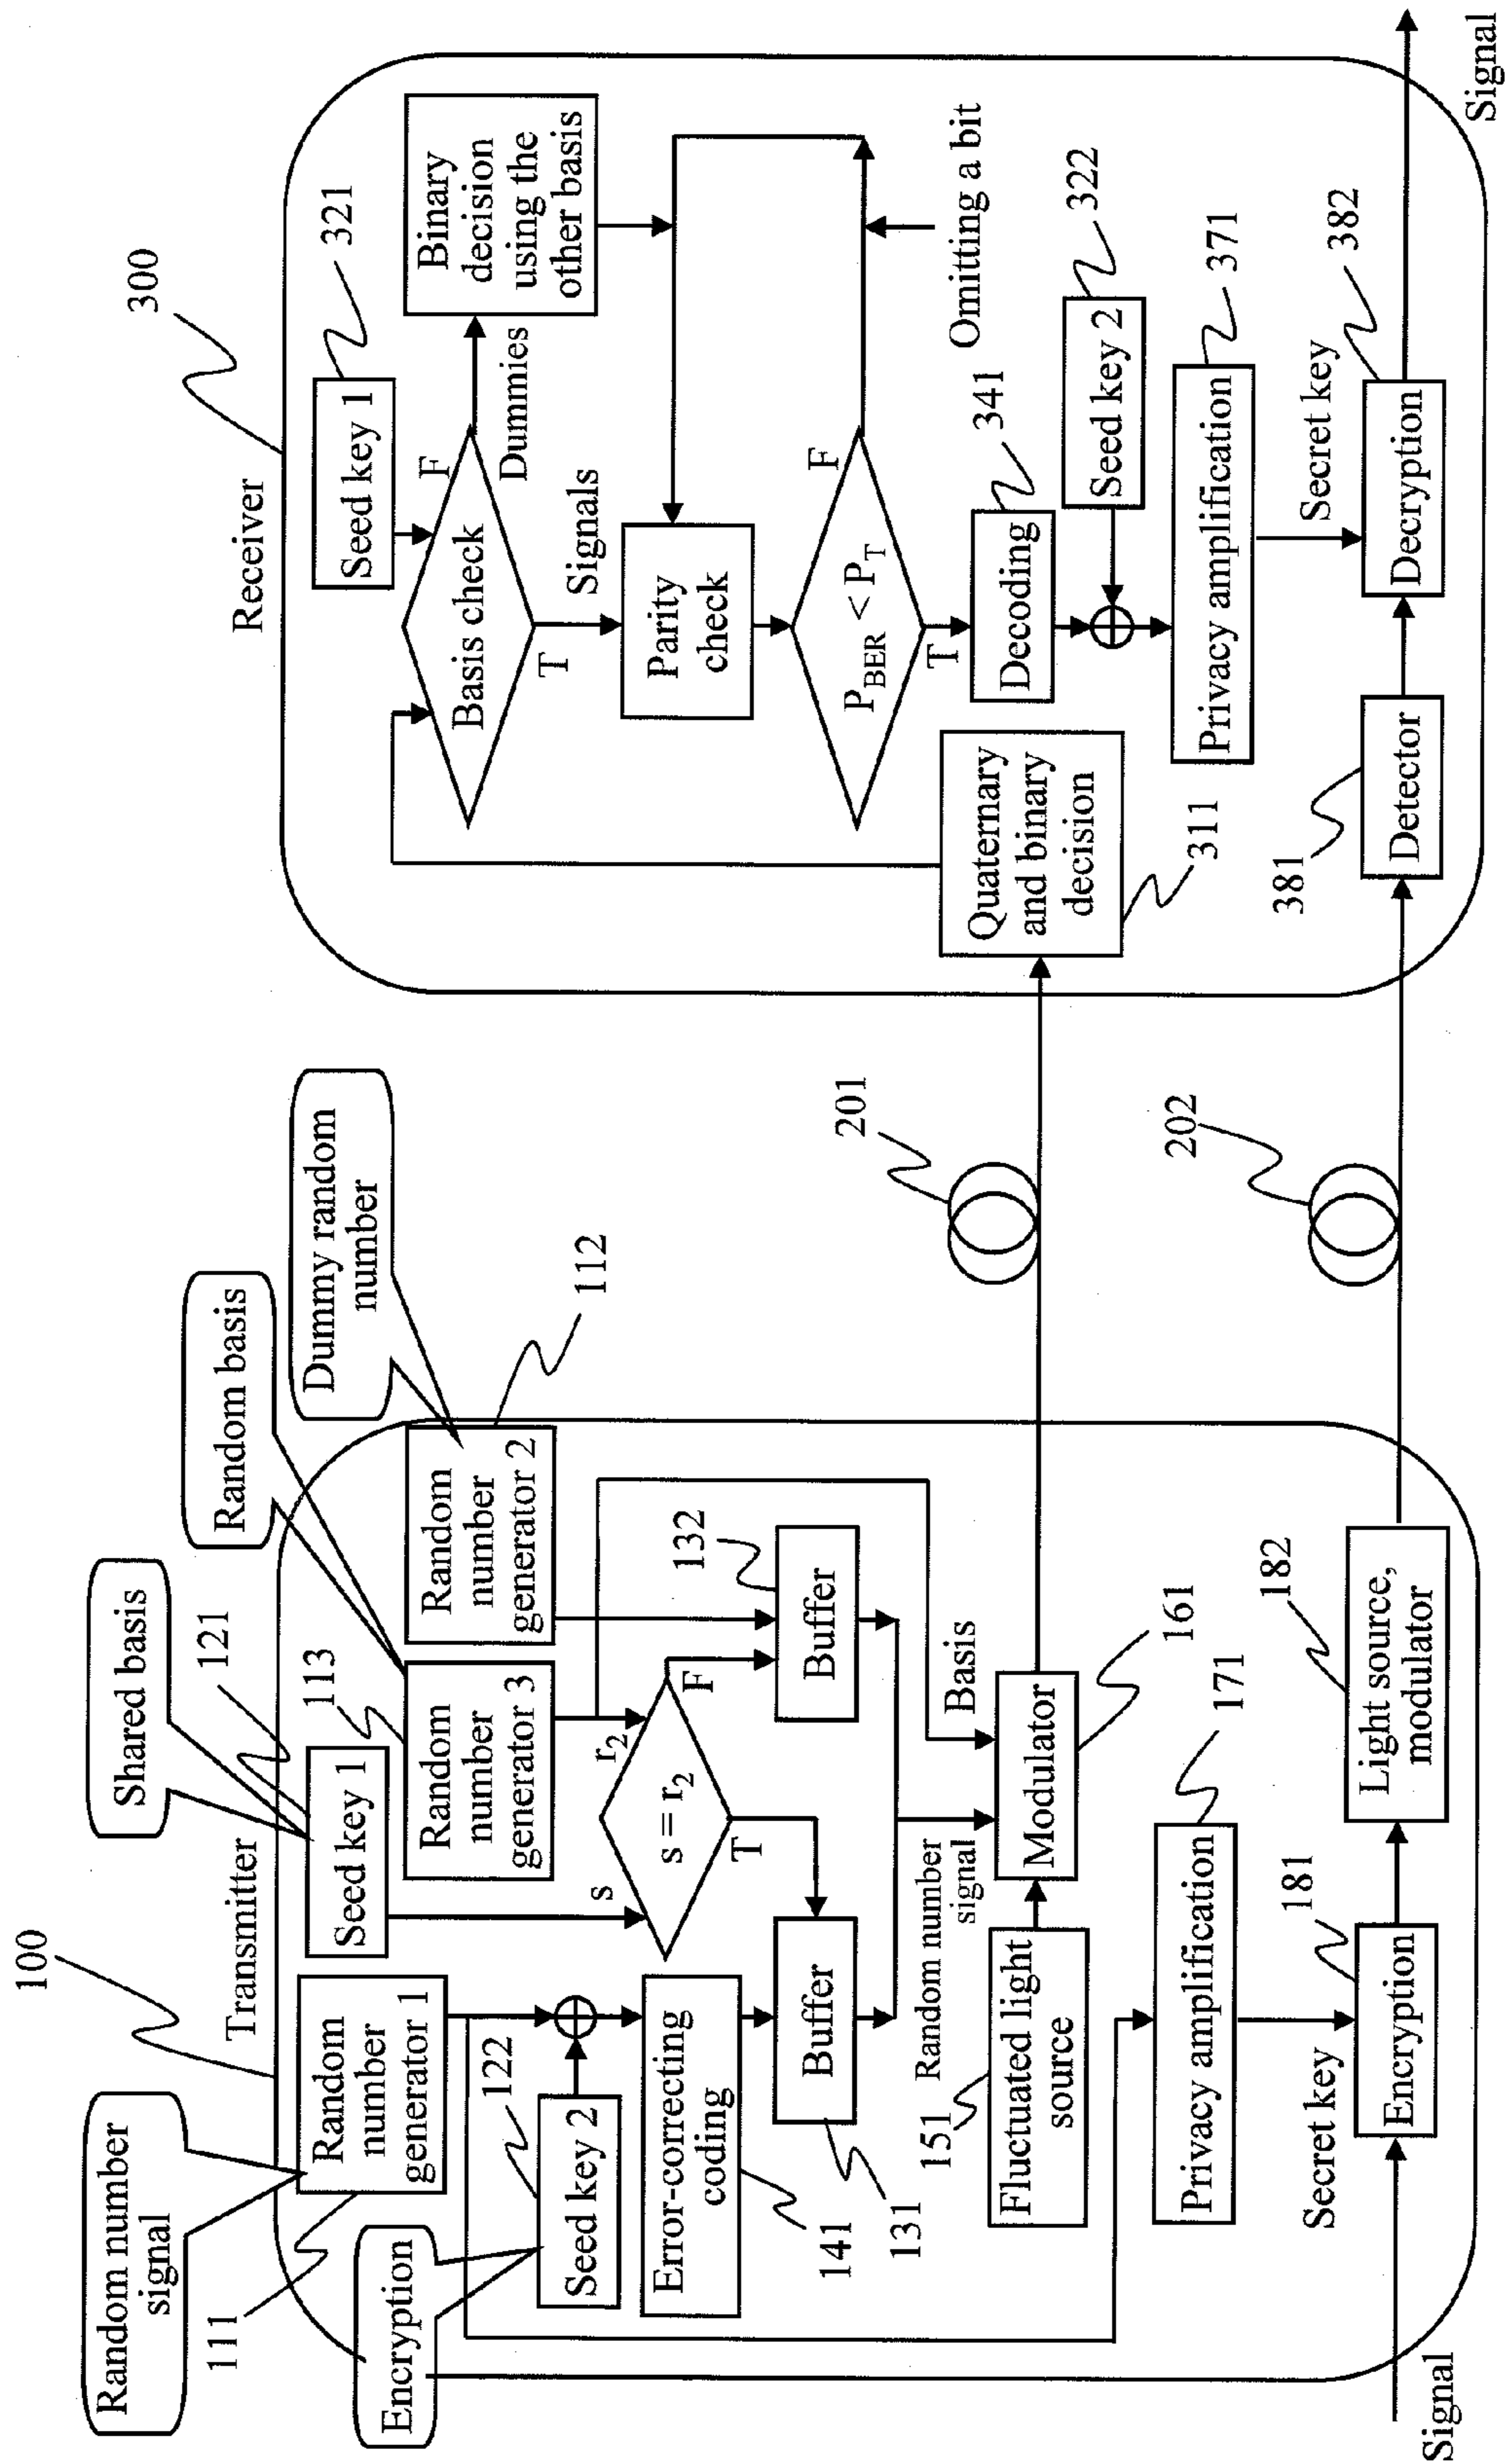 100
Transmitter
Random number
signal
111
Random
number
generator 1
Shared basis
121
Seed key 1
Random basis
113
Random
number
generator 3
Dummy random
number
112
Random
number
generator 2
Encryption
122
Seed key 2
s
r2
s = r2
T
F
Error-correcting
coding
141
Buffer
131
Buffer
132
Random number
signal
Basis
151
Fluctuated light
source
Modulator
161
Privacy amplification
171
Secret key
Signal
Encryption
181
Light source,
modulator
182
201
202
300
Receiver
Seed key 1
321
Basis check
F
Dummies
T
Signals
Binary
decision
using the
other basis
Parity
check
PBER < PT
F
T
Omitting a bit
Quaternary
and binary
decision
311
Decoding
341
Seed key 2
322
Privacy amplification
371
Secret key
Detector
381
Decryption
382
Signal